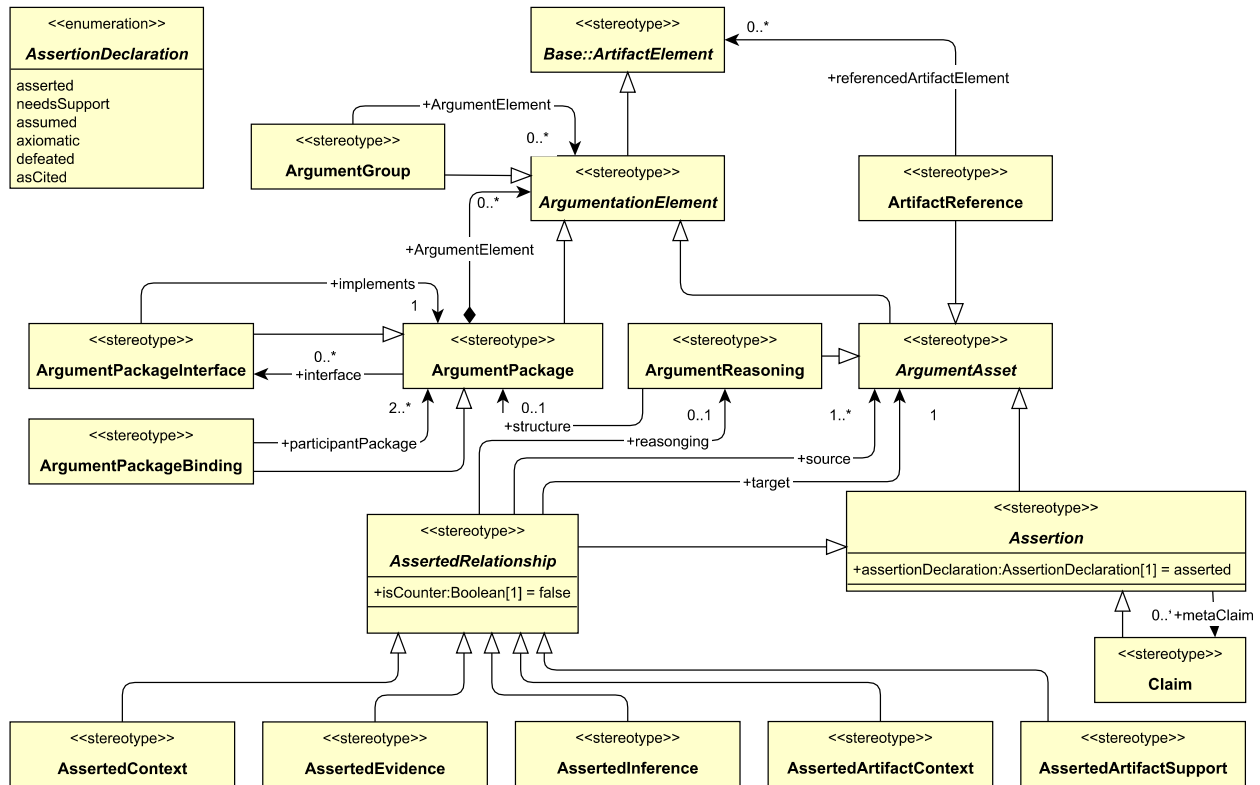 <<enumeration>>
AssertionDeclaration
asserted
needsSupport
assumed
axiomatic
defeated
asCited
<<stereotype>>
Base::ArtifactElement
0..*
+referencedArtifactElement
+ArgumentElement
0..*
<<stereotype>>
ArgumentGroup
<<stereotype>>
ArgumentationElement
0..*
+ArgumentElement
<<stereotype>>
ArtifactReference
+implements
1
<<stereotype>>
ArgumentPackageInterface
0..*
+interface
<<stereotype>>
ArgumentPackage
<<stereotype>>
ArgumentReasoning
<<stereotype>>
ArgumentAsset
2..*
0..1
+structure
0..1
1..*
1
<<stereotype>>
ArgumentPackageBinding
+participantPackage
+reasonging
+source
+target
<<stereotype>>
AssertedRelationship
+isCounter:Boolean[1] = false
<<stereotype>>
Assertion
+assertionDeclaration:AssertionDeclaration[1] = asserted
0..* +metaClaim
<<stereotype>>
Claim
<<stereotype>>
AssertedContext
<<stereotype>>
AssertedEvidence
<<stereotype>>
AssertedInference
<<stereotype>>
AssertedArtifactContext
<<stereotype>>
AssertedArtifactSupport